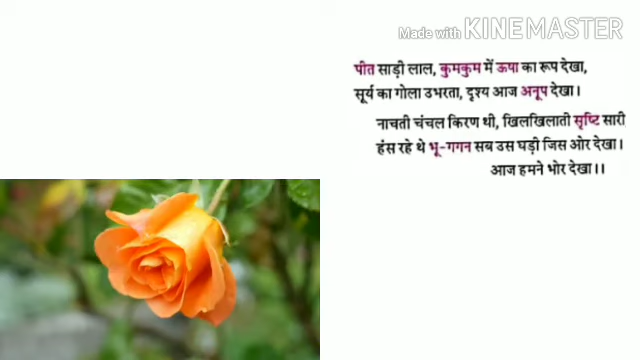 Made with KINEMASTER
पीत साड़ी लाल, कुमकुम में ऊषा का रूप देखा,
सूर्य का गोला उभरता, दृश्य आज अनूप देखा।
नाचती चंचल किरण थी, खिलखिलाती सृष्टि सारी
हंस रहे थे भू-गगन सब उस घड़ी जिस ओर देखा।
आज हमने भोर देखा।।